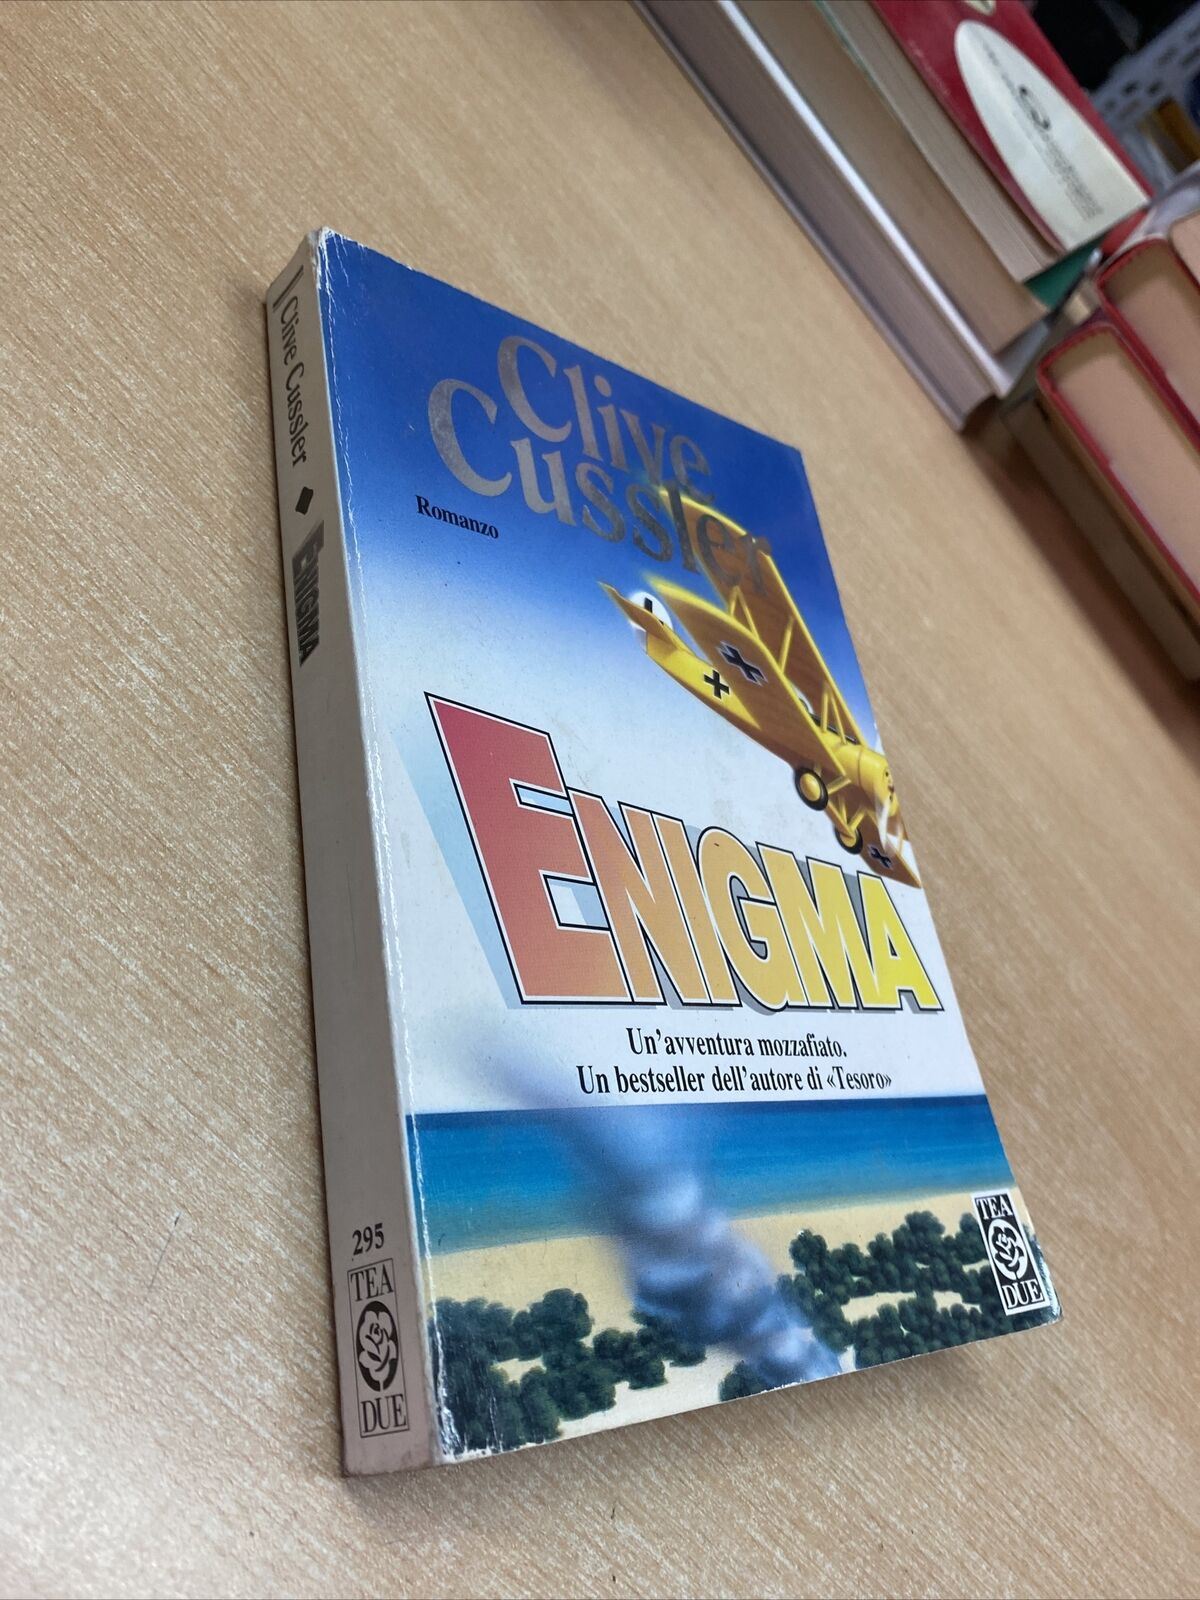 Clive
Cussler
Romanzo
ENIGMA
Un'avventura mozzafiato.
Un bestseller dell'autore di «Tesoro»
TEA
DUE
Clive Cussler ◆ ENIGMA
295
TEA
DUE